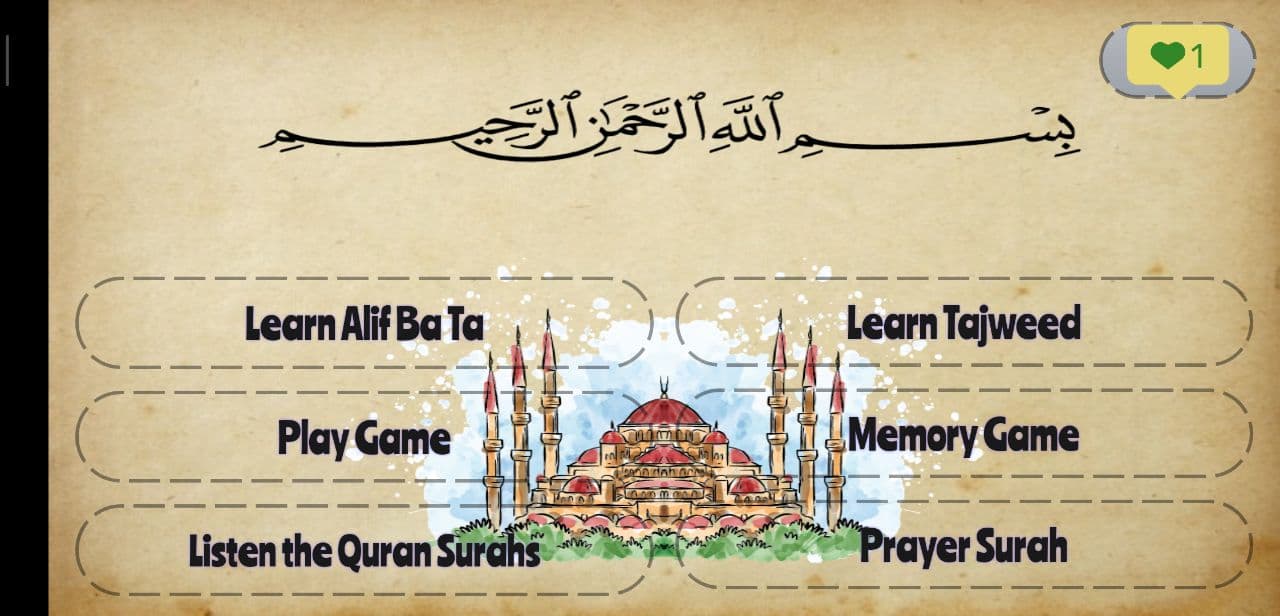 1
بِسْمِ ٱللَّهِ ٱلرَّحْمَٰنِ ٱلرَّحِيمِ
Learn Alif Ba Ta
Learn Tajweed
Play Game
Memory Game
Listen the Quran Surahs
Prayer Surah